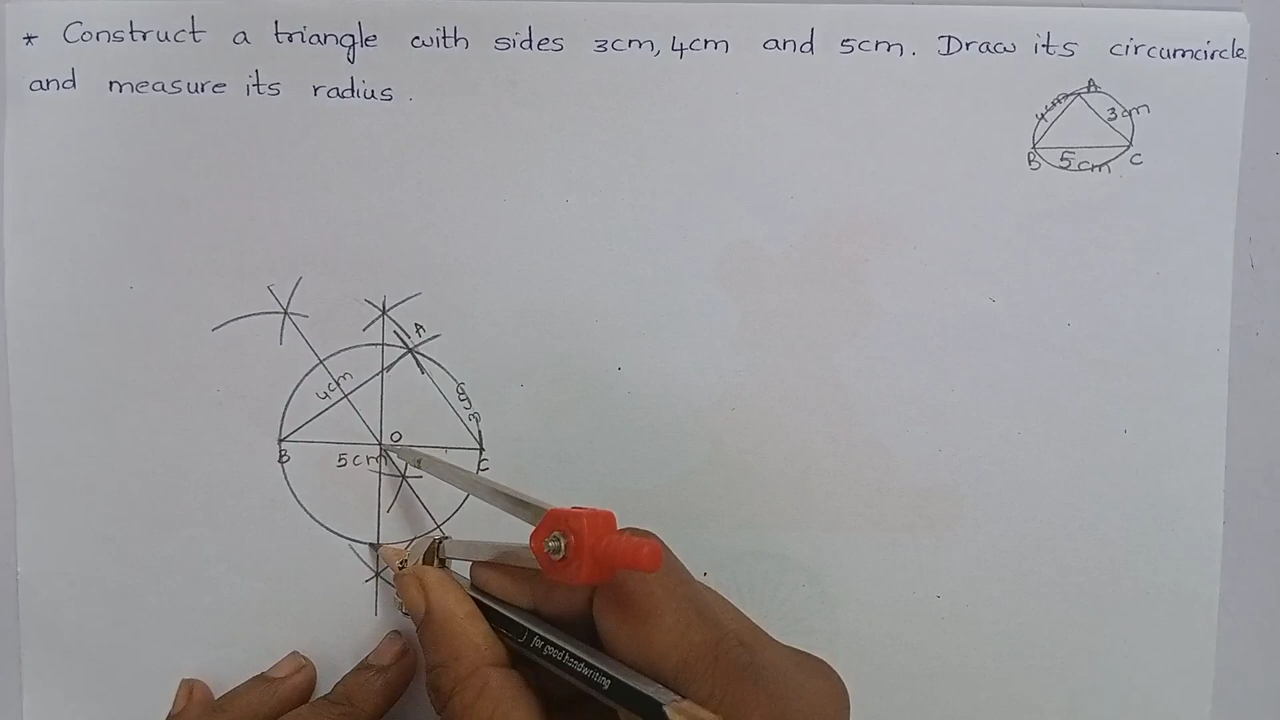 * Construct a triangle with sides 3cm, 4cm and 5cm. Draw its circumcircle
and measure its radius.
A
4cm 3cm
B 5cm C
A
4cm 3cm
O
B 5cm C
for good handwriting